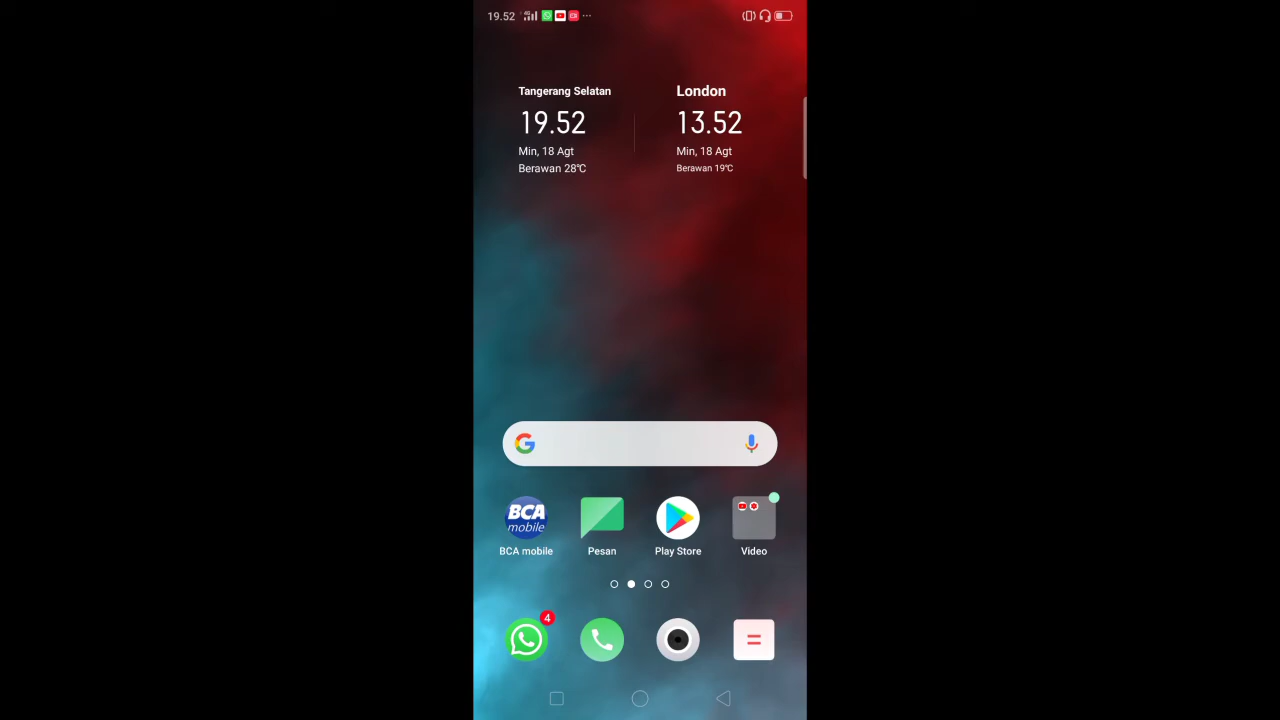 19.52
Tangerang Selatan
19.52
Min, 18 Agt
Berawan 28℃
London
13.52
Min, 18 Agt
Berawan 19℃
BCA
mobile
BCA mobile
Pesan
Play Store
Video
4